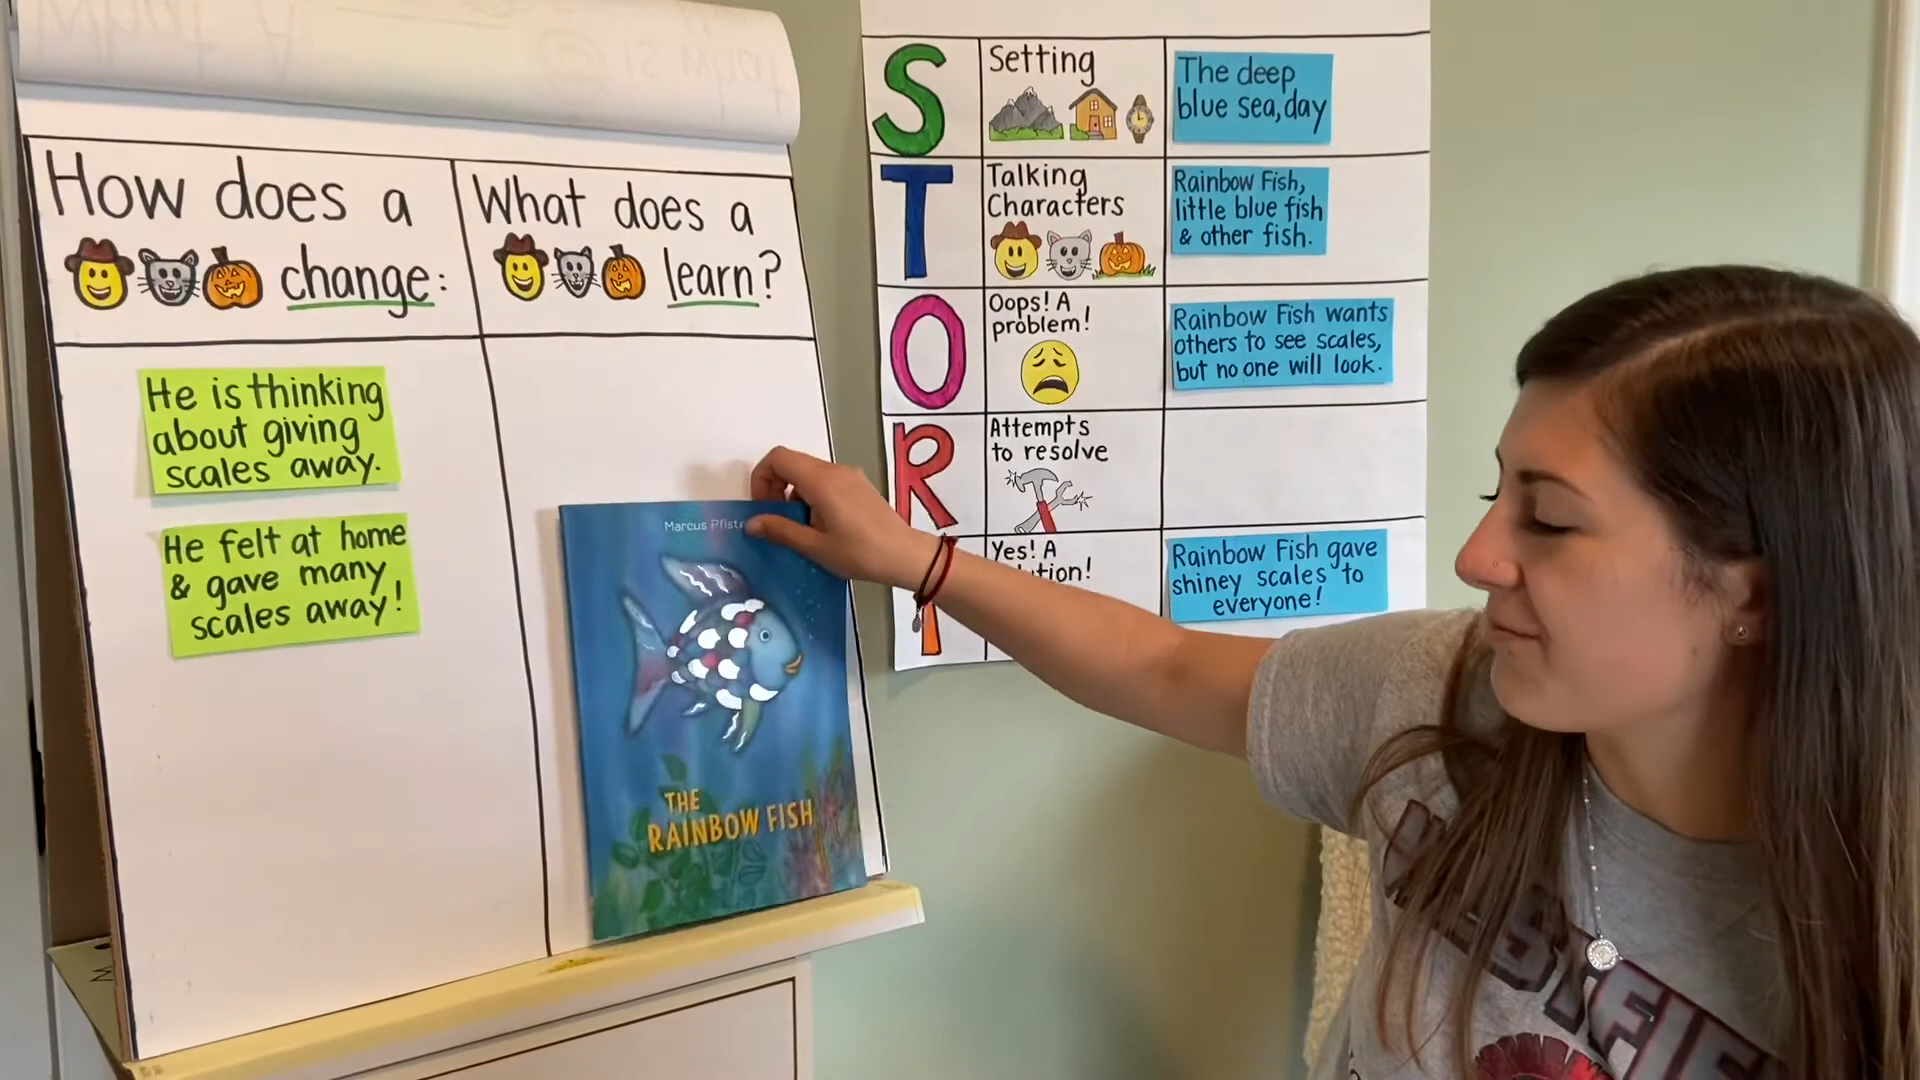 How does a
change:
What does a
learn?
He is thinking
about giving
scales away.
He felt at home
& gave many
scales away!
Marcus
THE
RAINBOW FISH
S
Setting
The deep
blue sea, day
T
Talking
Characters
Rainbow Fish,
little blue fish
& other fish.
O
Oops! A
problem!
Rainbow Fish wants
others to see scales,
but no one will look.
R
Attempts
to resolve
Yes! A
Rainbow Fish gave
shiney scales to
everyone!